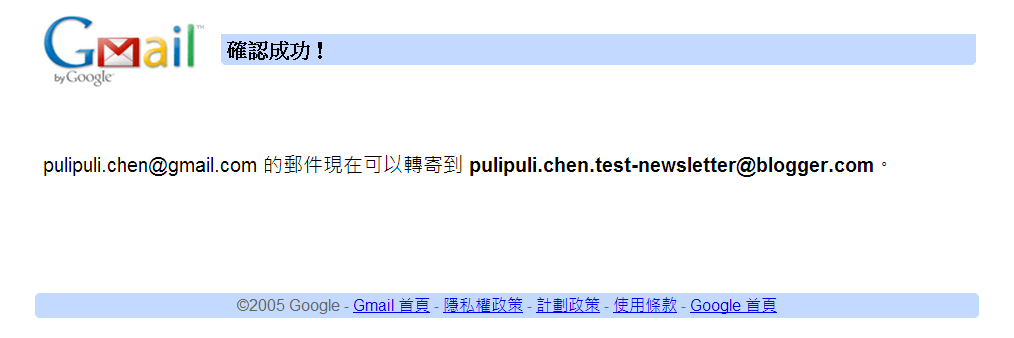 Gmail™
by Google™
確認成功！
pulipuli.chen@gmail.com 的郵件現在可以轉寄到 pulipuli.chen.test-newsletter@blogger.com。
©2005 Google - Gmail 首頁 - 隱私權政策 - 計劃政策 - 使用條款 - Google 首頁